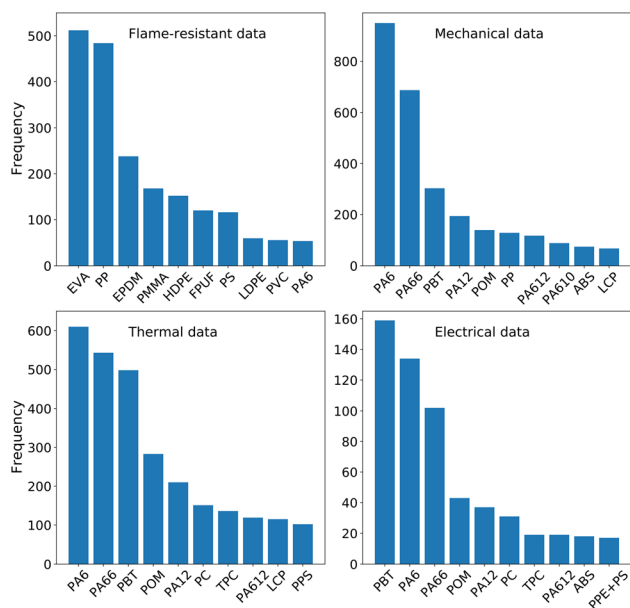 Flame-resistant data
Frequency
500
400
300
200
100
0
EVA PP EPDM PMMA HDPE FPUF PS LDPE PVC PA6
Mechanical data
800
600
400
200
0
PA6 PA66 PBT PA12 POM PP PA612 PA610 ABS LCP
Thermal data
Frequency
600
500
400
300
200
100
0
PA6 PA66 PBT POM PA12 PC TPC PA612 LCP PPS
Electrical data
160
140
120
100
80
60
40
20
0
PBT PA6 PA66 POM PA12 PC TPC PA612 ABS PPE+PS